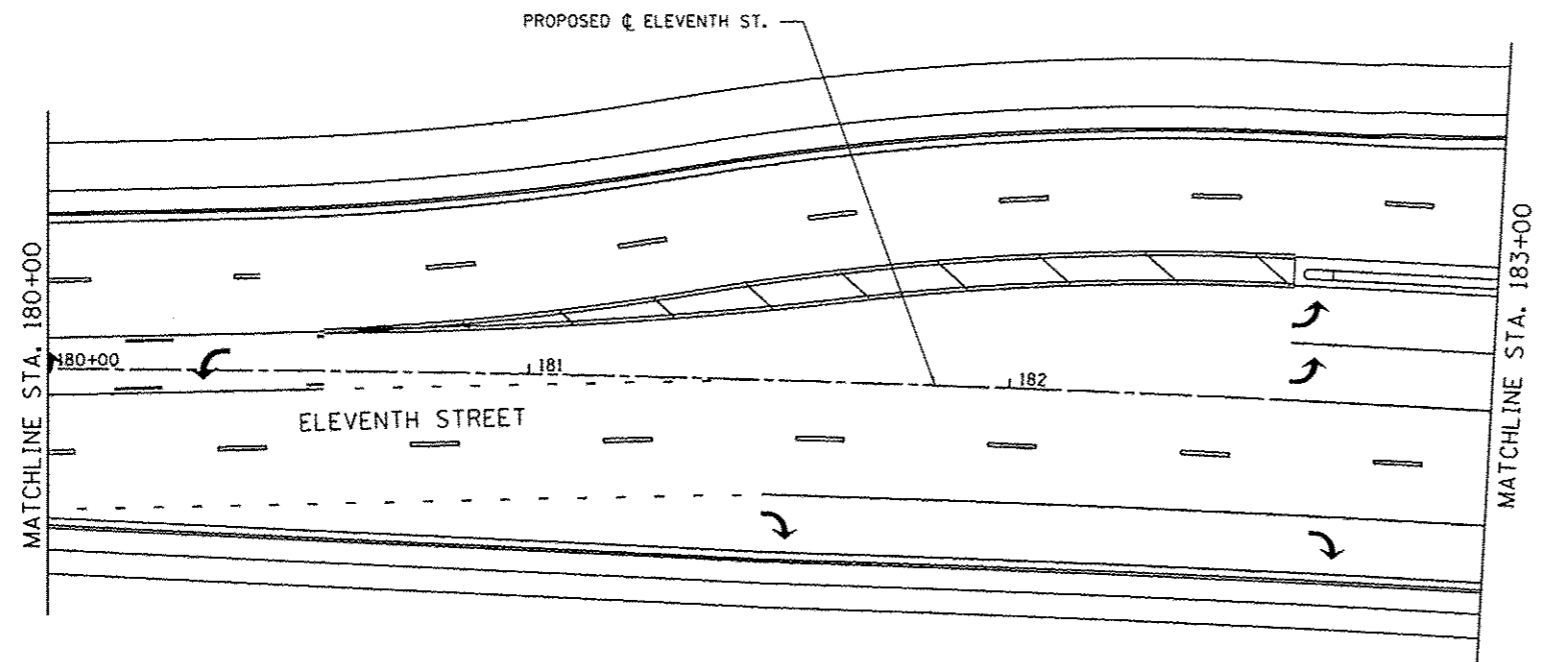 PROPOSED ℄ ELEVENTH ST.
MATCHLINE STA. 180+00
180+00
181
182
ELEVENTH STREET
MATCHLINE STA. 183+00